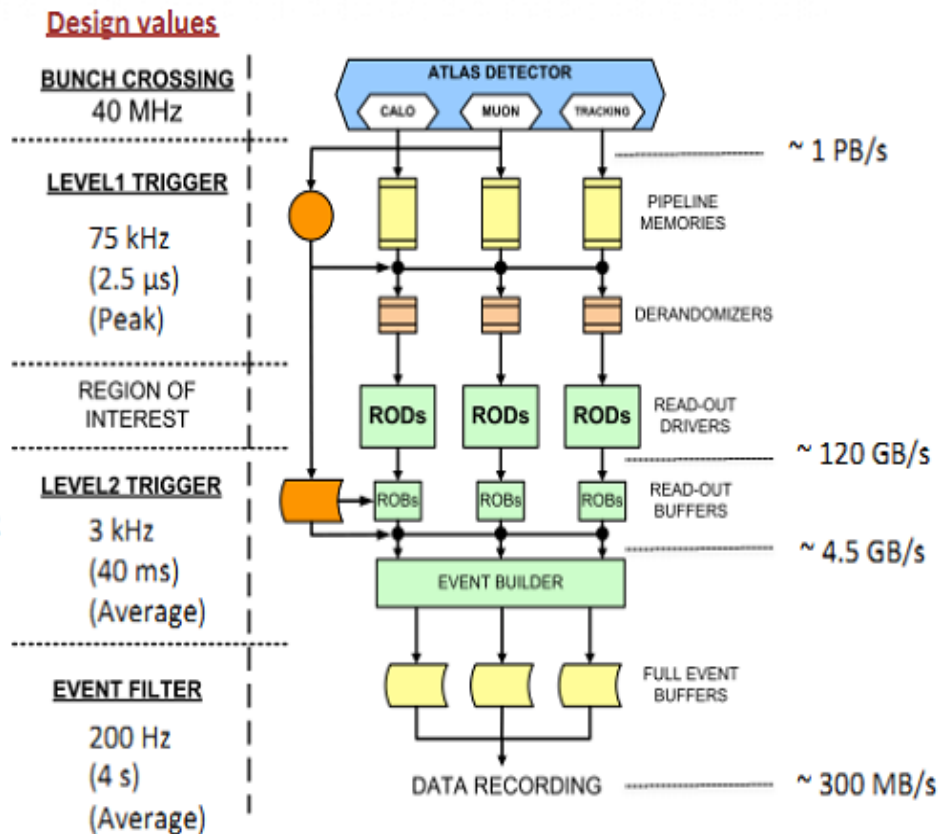 Design values
BUNCH CROSSING
40 MHz
LEVEL1 TRIGGER
75 kHz
(2.5 μs)
(Peak)
REGION OF
INTEREST
LEVEL2 TRIGGER
3 kHz
(40 ms)
(Average)
EVENT FILTER
200 Hz
(4 s)
(Average)
ATLAS DETECTOR
CALO
MUON
TRACKING
PIPELINE
MEMORIES
DERANDOMIZERS
RODs
RODs
RODs
READ-OUT
DRIVERS
ROBs
ROBs
ROBs
READ-OUT
BUFFERS
EVENT BUILDER
FULL EVENT
BUFFERS
DATA RECORDING
~ 1 PB/s
~ 120 GB/s
~ 4.5 GB/s
~ 300 MB/s